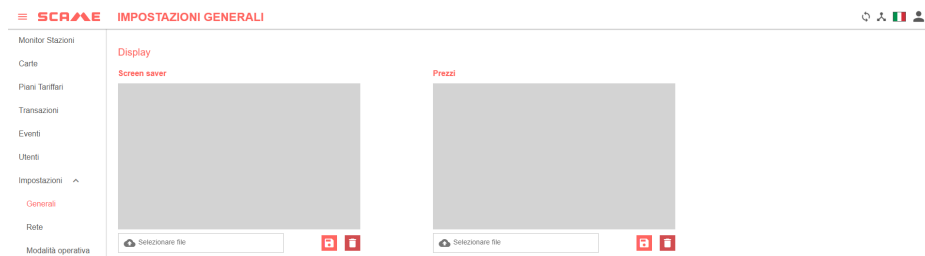 SCAME IMPOSTAZIONI GENERALI
Monitor Stazioni
Carte
Piani Tariffari
Transazioni
Eventi
Utenti
Impostazioni
Generali
Rete
Modalità operativa
Display
Screen saver
Selezionare file
Prezzi
Selezionare file